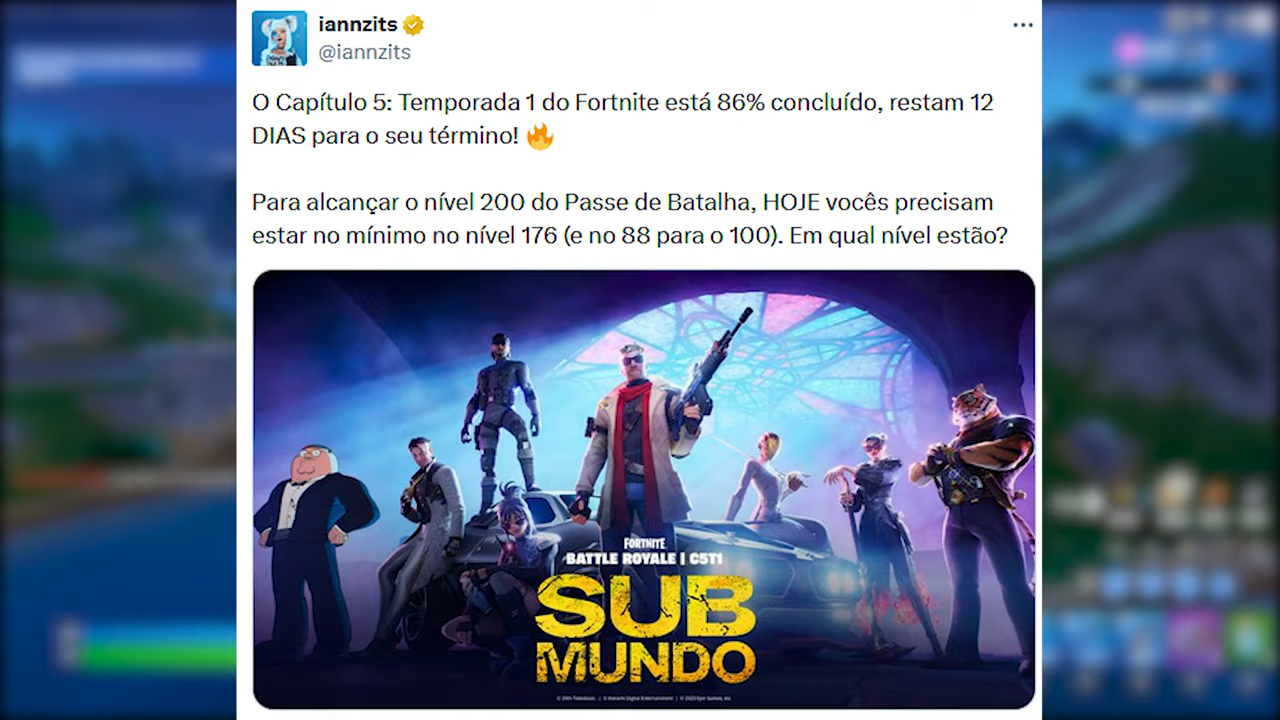 iannzits
@iannzits
O Capítulo 5: Temporada 1 do Fortnite está 86% concluído, restam 12
DIAS para o seu término! 🔥
Para alcançar o nível 200 do Passe de Batalha, HOJE vocês precisam
estar no mínimo no nível 176 (e no 88 para o 100). Em qual nível estão?
FORTNITE
BATTLE ROYALE | C5T1
SUB
MUNDO